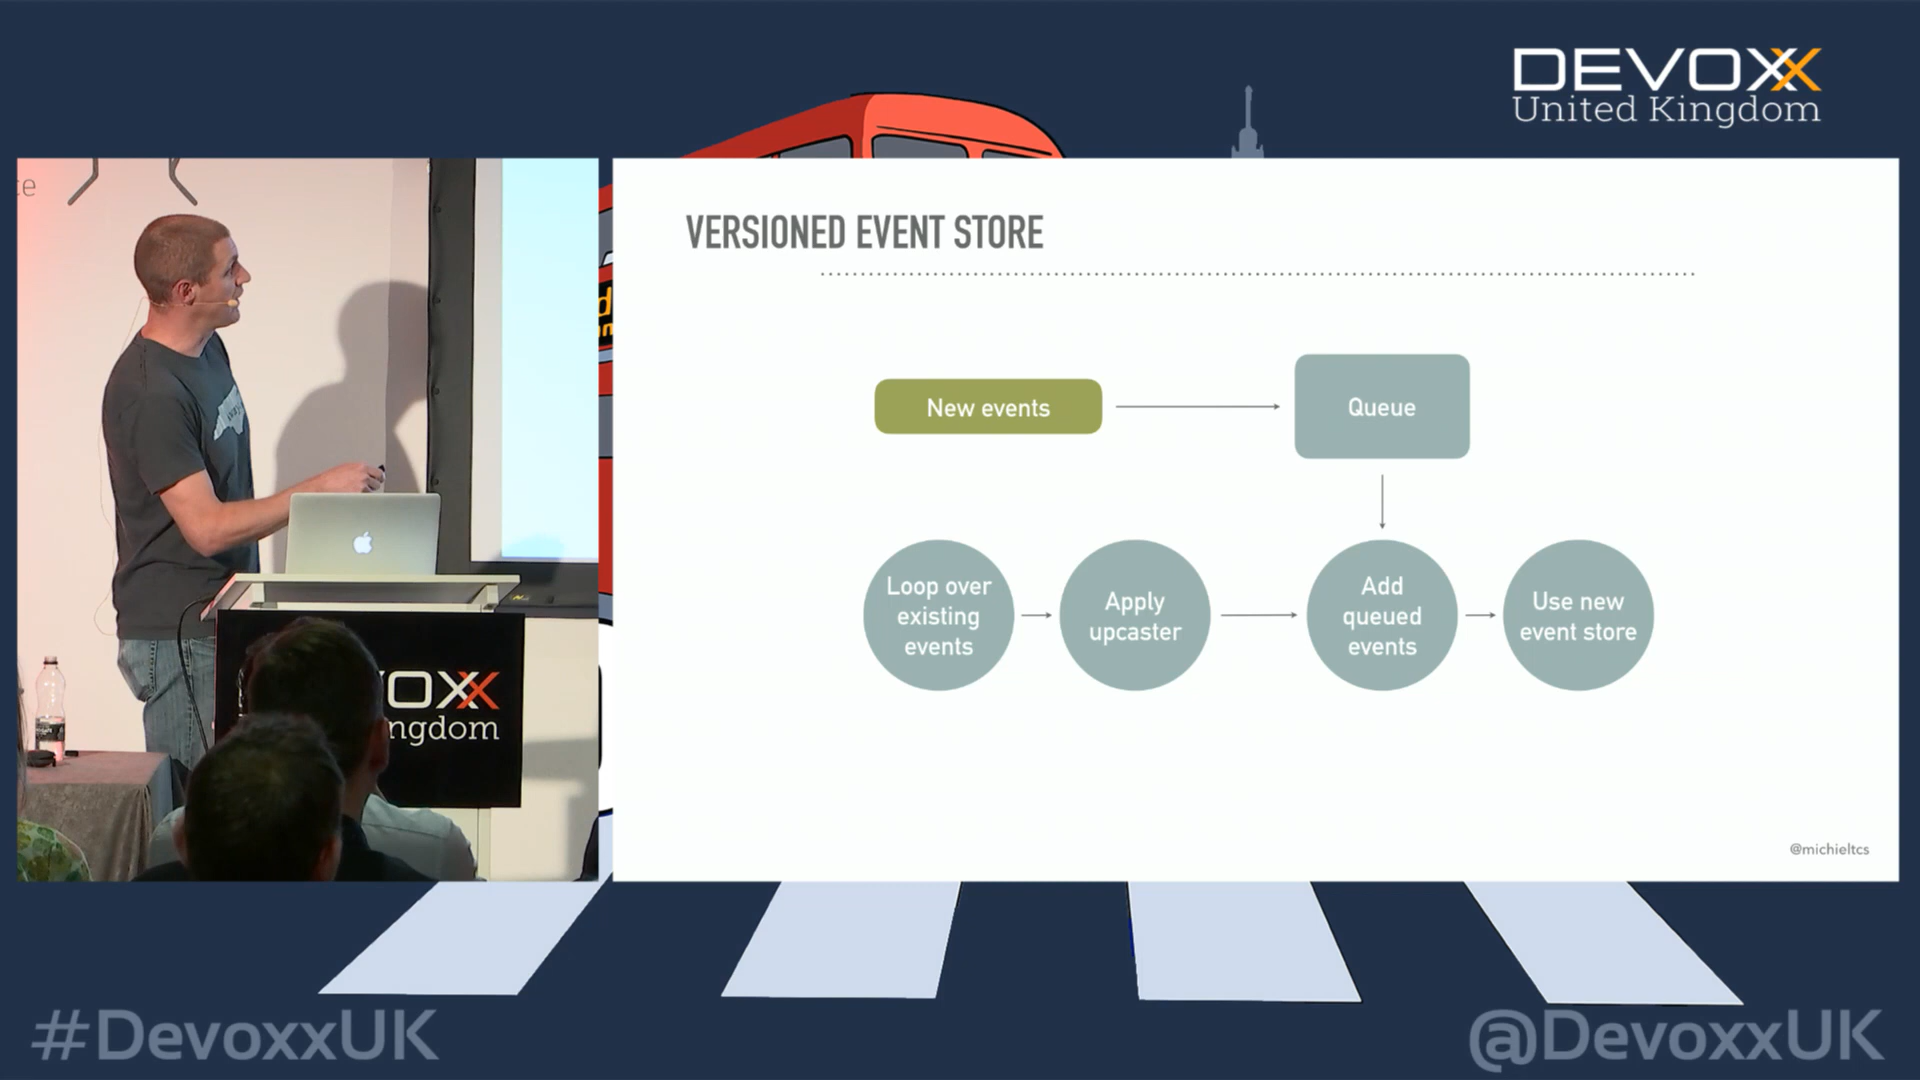 DEVOXX
United Kingdom
VERSIONED EVENT STORE
New events
Queue
Loop over
existing
events
Apply
upcaster
Add
queued
events
Use new
event store
@michieltcs
OXX
ngdom
#DevoxxUK
@DevoxxUK